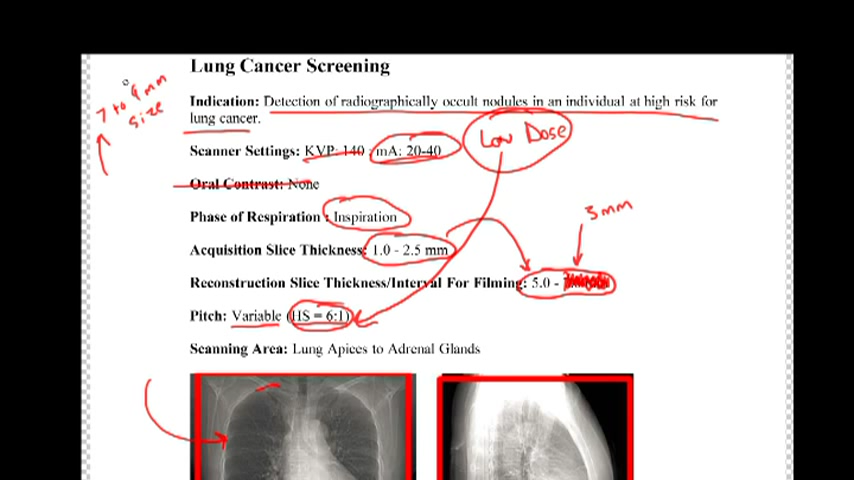 Lung Cancer Screening
7 to 9 mm
size
Indication: Detection of radiographically occult nodules in an individual at high risk for
lung cancer.
Low Dose
Scanner Settings: KVP: 140 ; mA: 20-40
Oral Contrast: None
Phase of Respiration : Inspiration
3mm
Acquisition Slice Thickness: 1.0 - 2.5 mm
Reconstruction Slice Thickness/Interval For Filming: 5.0 -
Pitch: Variable (HS = 6:1)
Scanning Area: Lung Apices to Adrenal Glands